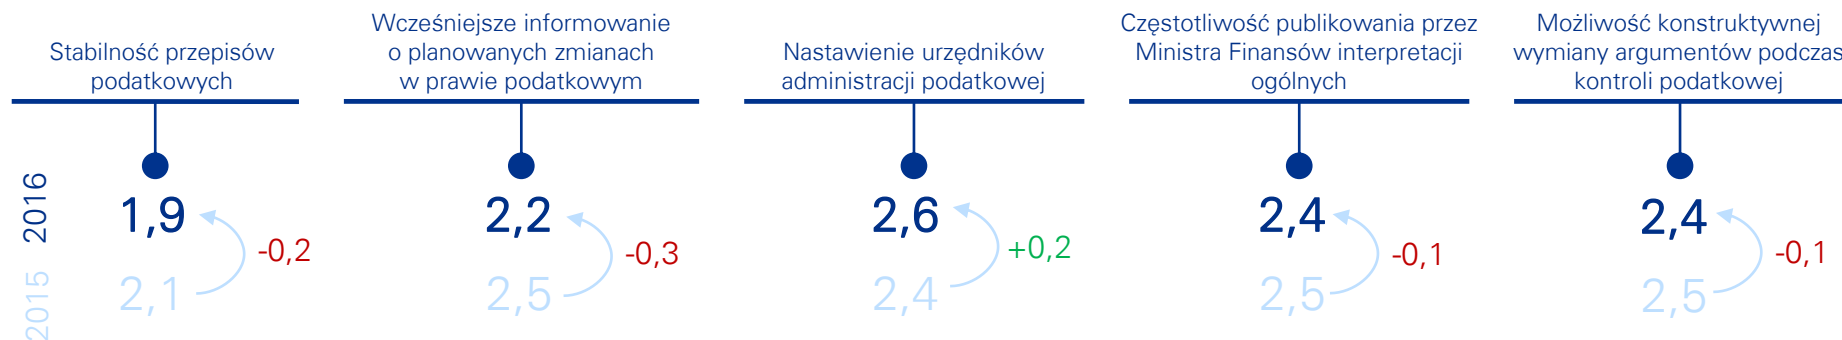 Stabilność przepisów
podatkowych
Wcześniejsze informowanie
o planowanych zmianach
w prawie podatkowym
Nastawienie urzędników
administracji podatkowej
Częstotliwość publikowania przez
Ministra Finansów interpretacji
ogólnych
Możliwość konstruktywnej
wymiany argumentów podczas
kontroli podatkowej
2016
1,9
2,2
2,6
2,4
2,4
-0,2
-0,3
+0,2
-0,1
-0,1
2015
2,1
2,5
2,4
2,5
2,5